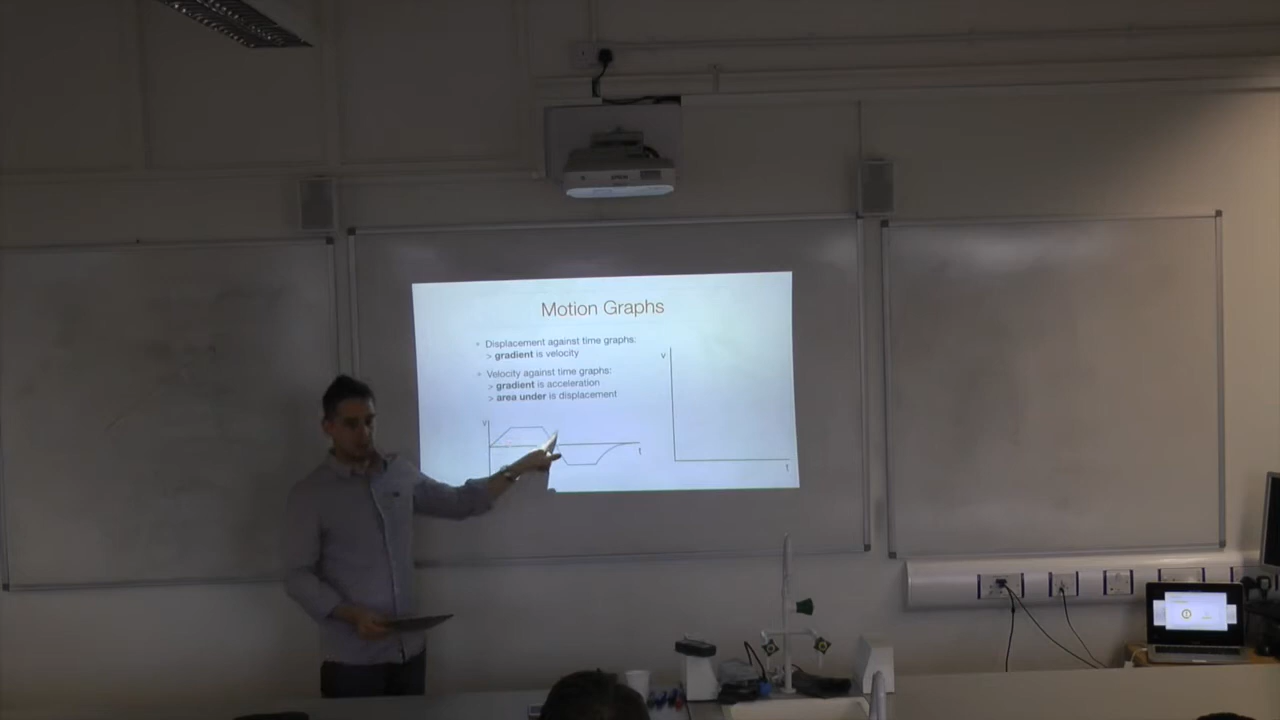 EPSON
Motion Graphs
• Displacement against time graphs:
> gradient is velocity
• Velocity against time graphs:
> gradient is acceleration
> area under is displacement
v
t
v
t